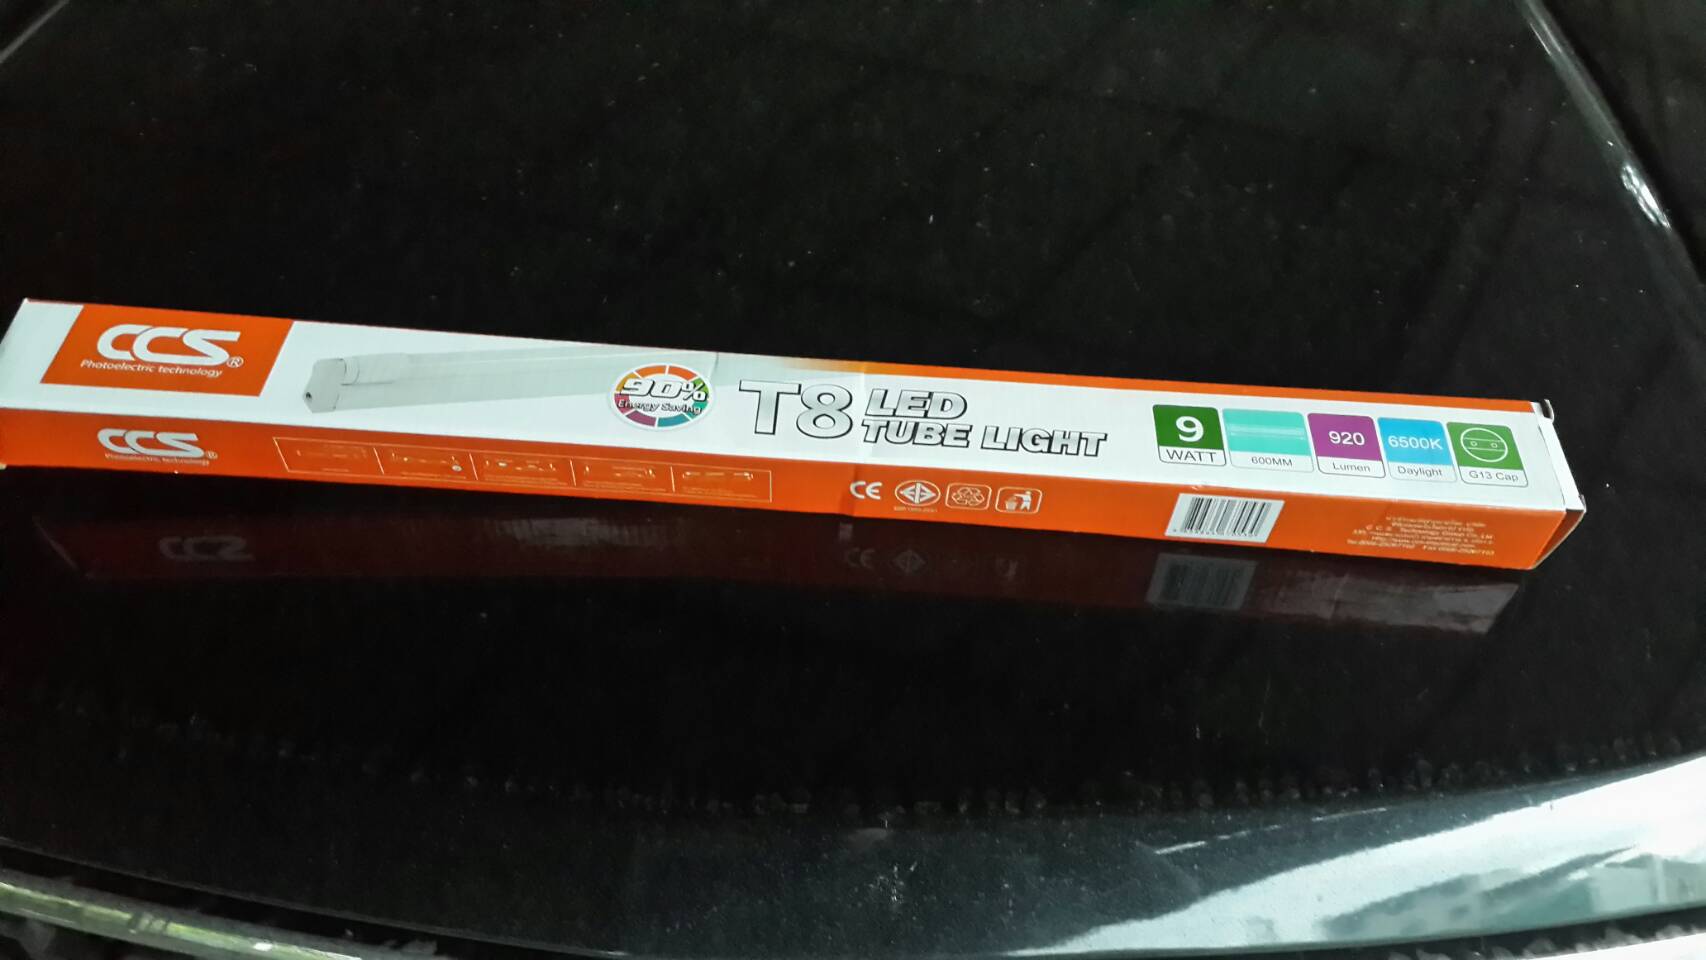 CCS®
Photoelectric technology
90%
Energy Saving
T8 LED
TUBE LIGHT
9
WATT
600MM
920
Lumen
6500K
Daylight
G13 Cap
CCS®
Photoelectric technology
CE